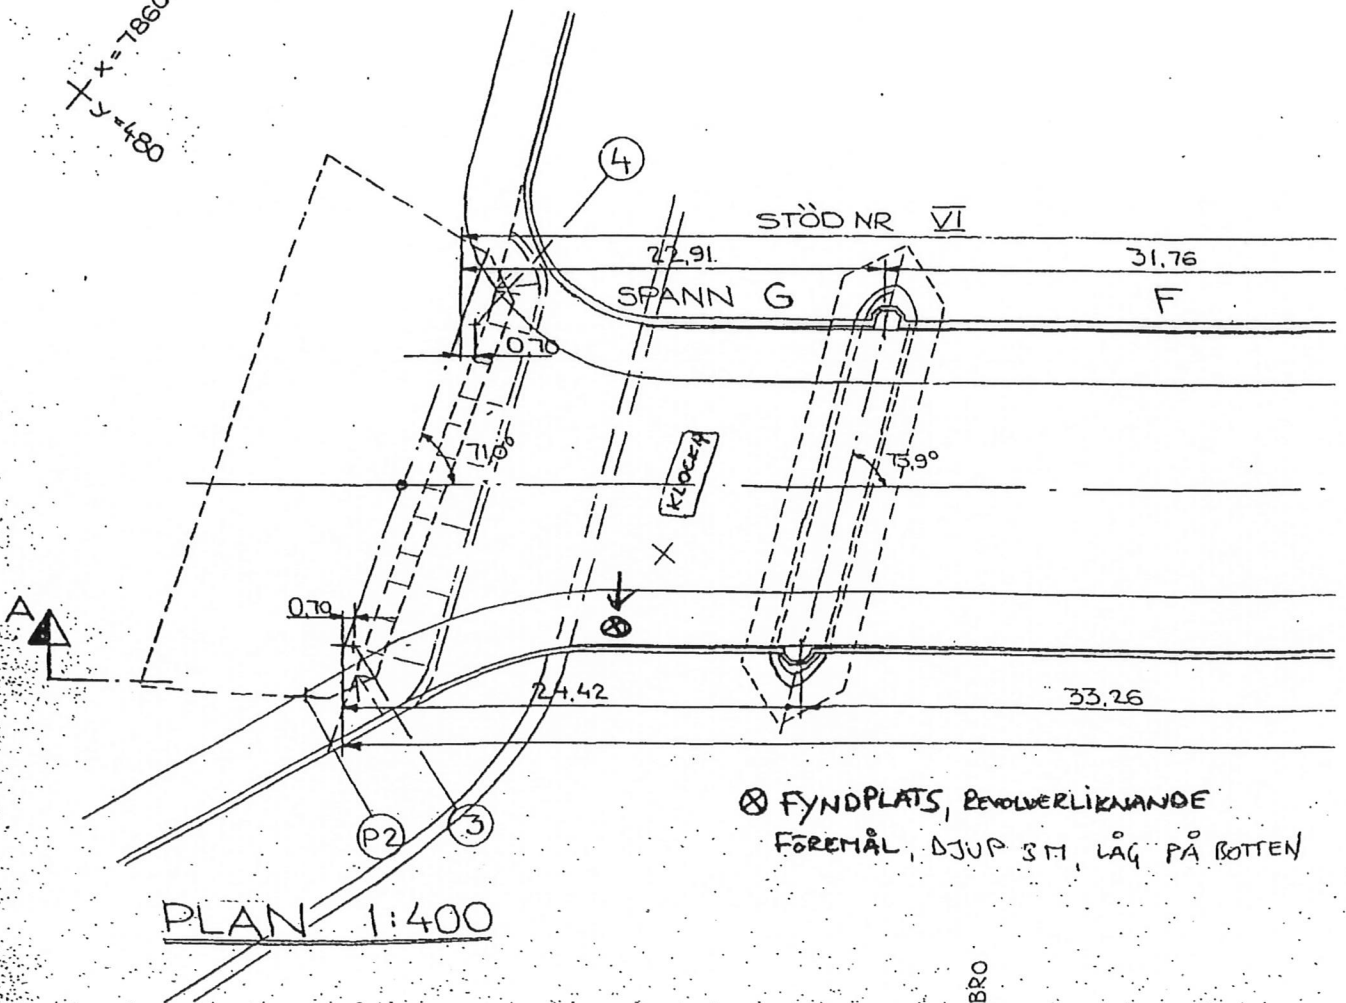 x=7860
y=480
4
STÖD NR VI
22,91.
31,76
SPANN G
F
0.70
71,0°
KLOCKA
75,9°
A
0,70
24,42
33,26
P2
3
⊗ FYNDPLATS, REVOLVERLIKNANDE
FÖREMÅL, DJUP 3M, LÅG PÅ BOTTEN
PLAN 1:400
BRO